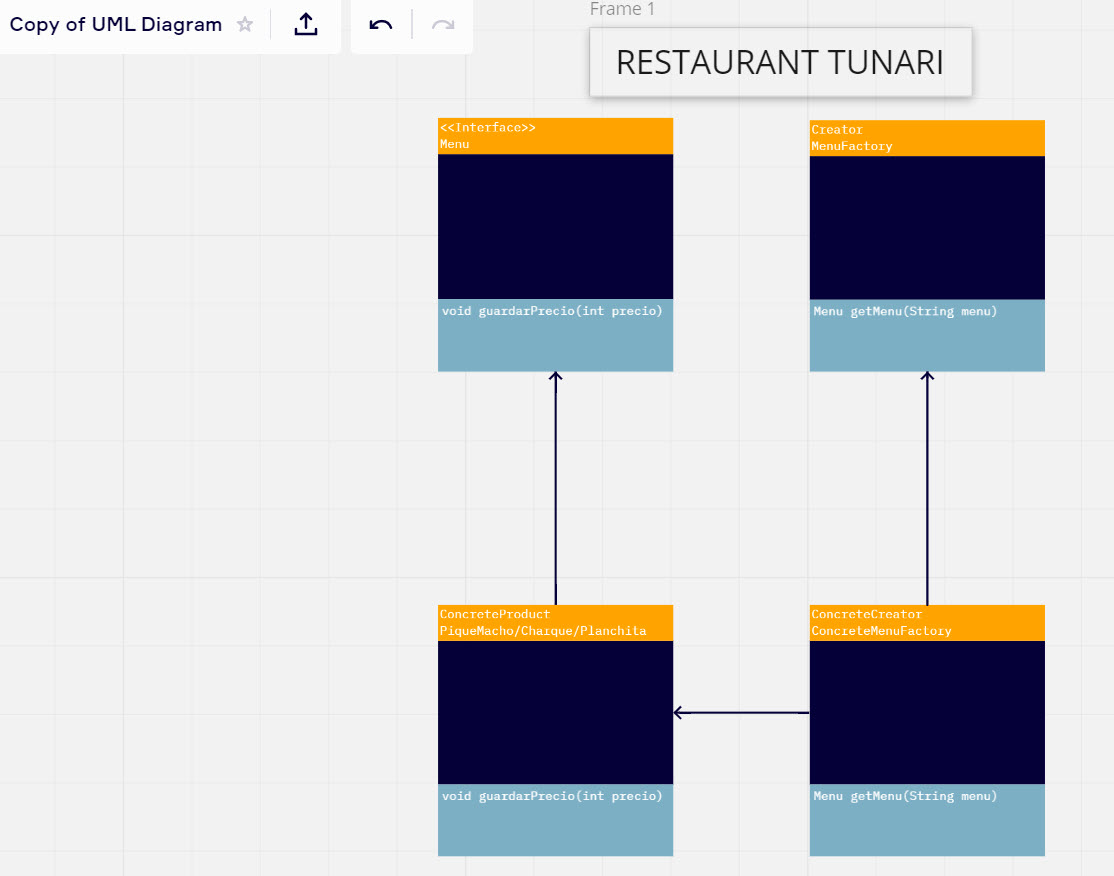 Copy of UML Diagram
Frame 1
RESTAURANT TUNARI
<<Interface>>
Menu
void guardarPrecio(int precio)
Creator
MenuFactory
Menu getMenu(String menu)
ConcreteProduct
PiqueMacho/Charque/Planchita
void guardarPrecio(int precio)
ConcreteCreator
ConcreteMenuFactory
Menu getMenu(String menu)